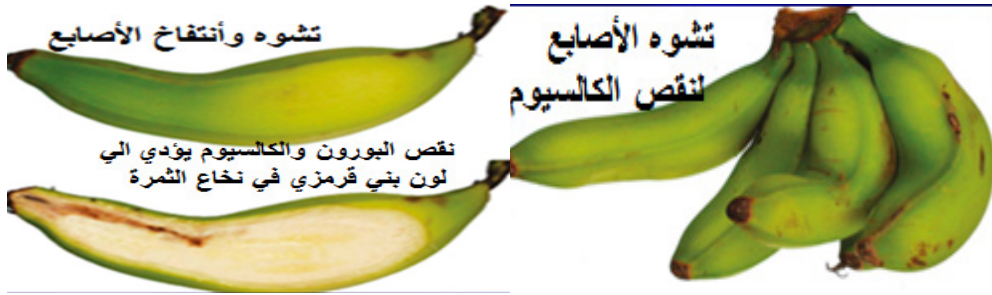 تشوه وأنتفاخ الأصابع
نقص البورون والكالسيوم يؤدي الي
لون بني قرمزي في نخاع الثمرة
تشوه الأصابع
لنقص الكالسيوم